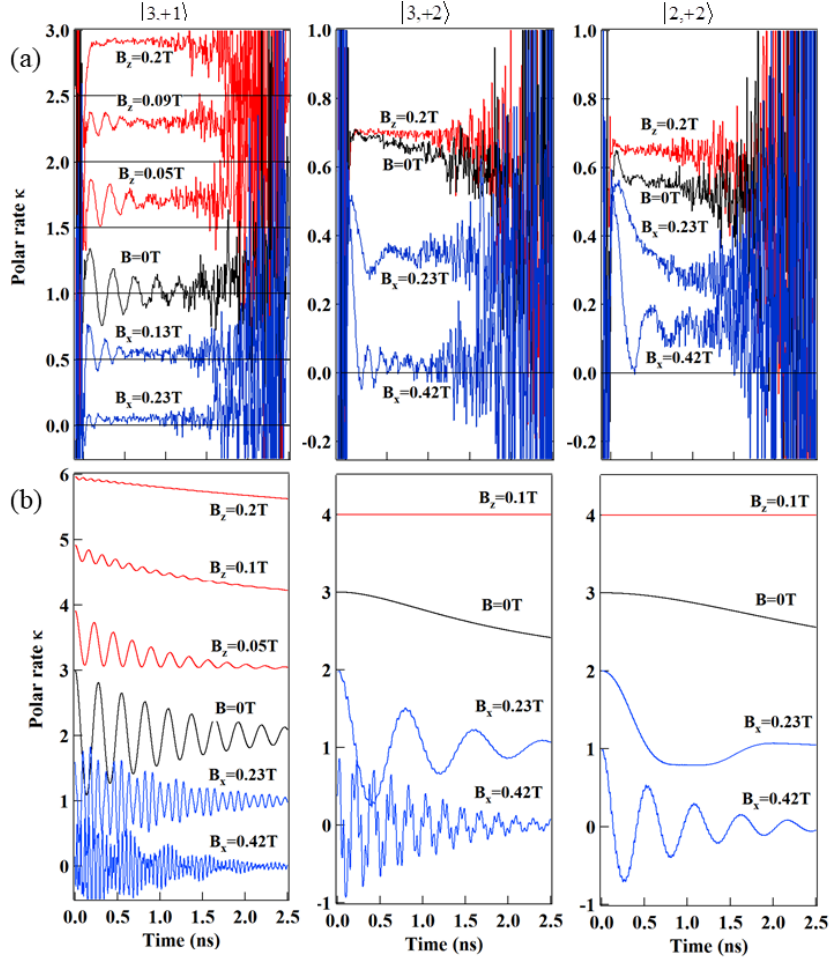 |3,+1⟩ |3,+2⟩ |2,+2⟩
(a)
Polar rate κ
3.0
2.5
2.0
1.5
1.0
0.5
0.0
B_z=0.2T
B_z=0.09T
B_z=0.05T
B=0T
B_x=0.13T
B_x=0.23T
1.0
0.8
0.6
0.4
0.2
0.0
-0.2
B_z=0.2T
B=0T
B_x=0.23T
B_x=0.42T
1.0
0.8
0.6
0.4
0.2
0.0
-0.2
B_z=0.2T
B=0T
B_x=0.23T
B_x=0.42T
(b)
Polar rate κ
6
5
4
3
2
1
0
B_z=0.2T
B_z=0.1T
B_z=0.05T
B=0T
B_x=0.23T
B_x=0.42T
0.0 0.5 1.0 1.5 2.0 2.5
Time (ns)
4
3
2
1
0
-1
B_z=0.1T
B=0T
B_x=0.23T
B_x=0.42T
0.0 0.5 1.0 1.5 2.0 2.5
Time (ns)
4
3
2
1
0
-1
B_z=0.1T
B=0T
B_x=0.23T
B_x=0.42T
0.0 0.5 1.0 1.5 2.0 2.5
Time (ns)